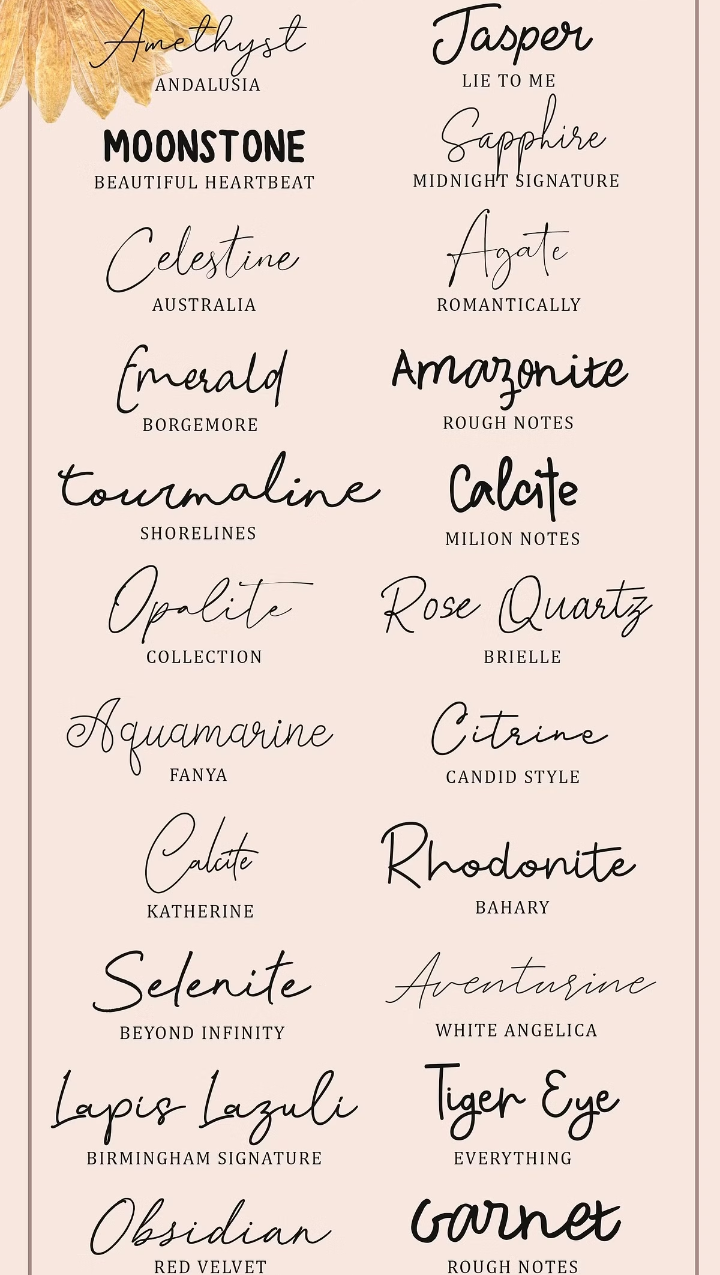 Amethyst
ANDALUSIA
Jasper
LIE TO ME
MOONSTONE
BEAUTIFUL HEARTBEAT
Sapphire
MIDNIGHT SIGNATURE
Celestine
AUSTRALIA
Agate
ROMANTICALLY
Emerald
BORGEMORE
Amazonite
ROUGH NOTES
tourmaline
SHORELINES
Calcite
MILION NOTES
Opalite
COLLECTION
Rose Quartz
BRIELLE
Aquamarine
FANYA
Citrine
CANDID STYLE
Calcite
KATHERINE
Rhodonite
BAHARY
Selenite
BEYOND INFINITY
Aventurine
WHITE ANGELICA
Lapis Lazuli
BIRMINGHAM SIGNATURE
Tiger Eye
EVERYTHING
Obsidian
RED VELVET
Garnet
ROUGH NOTES